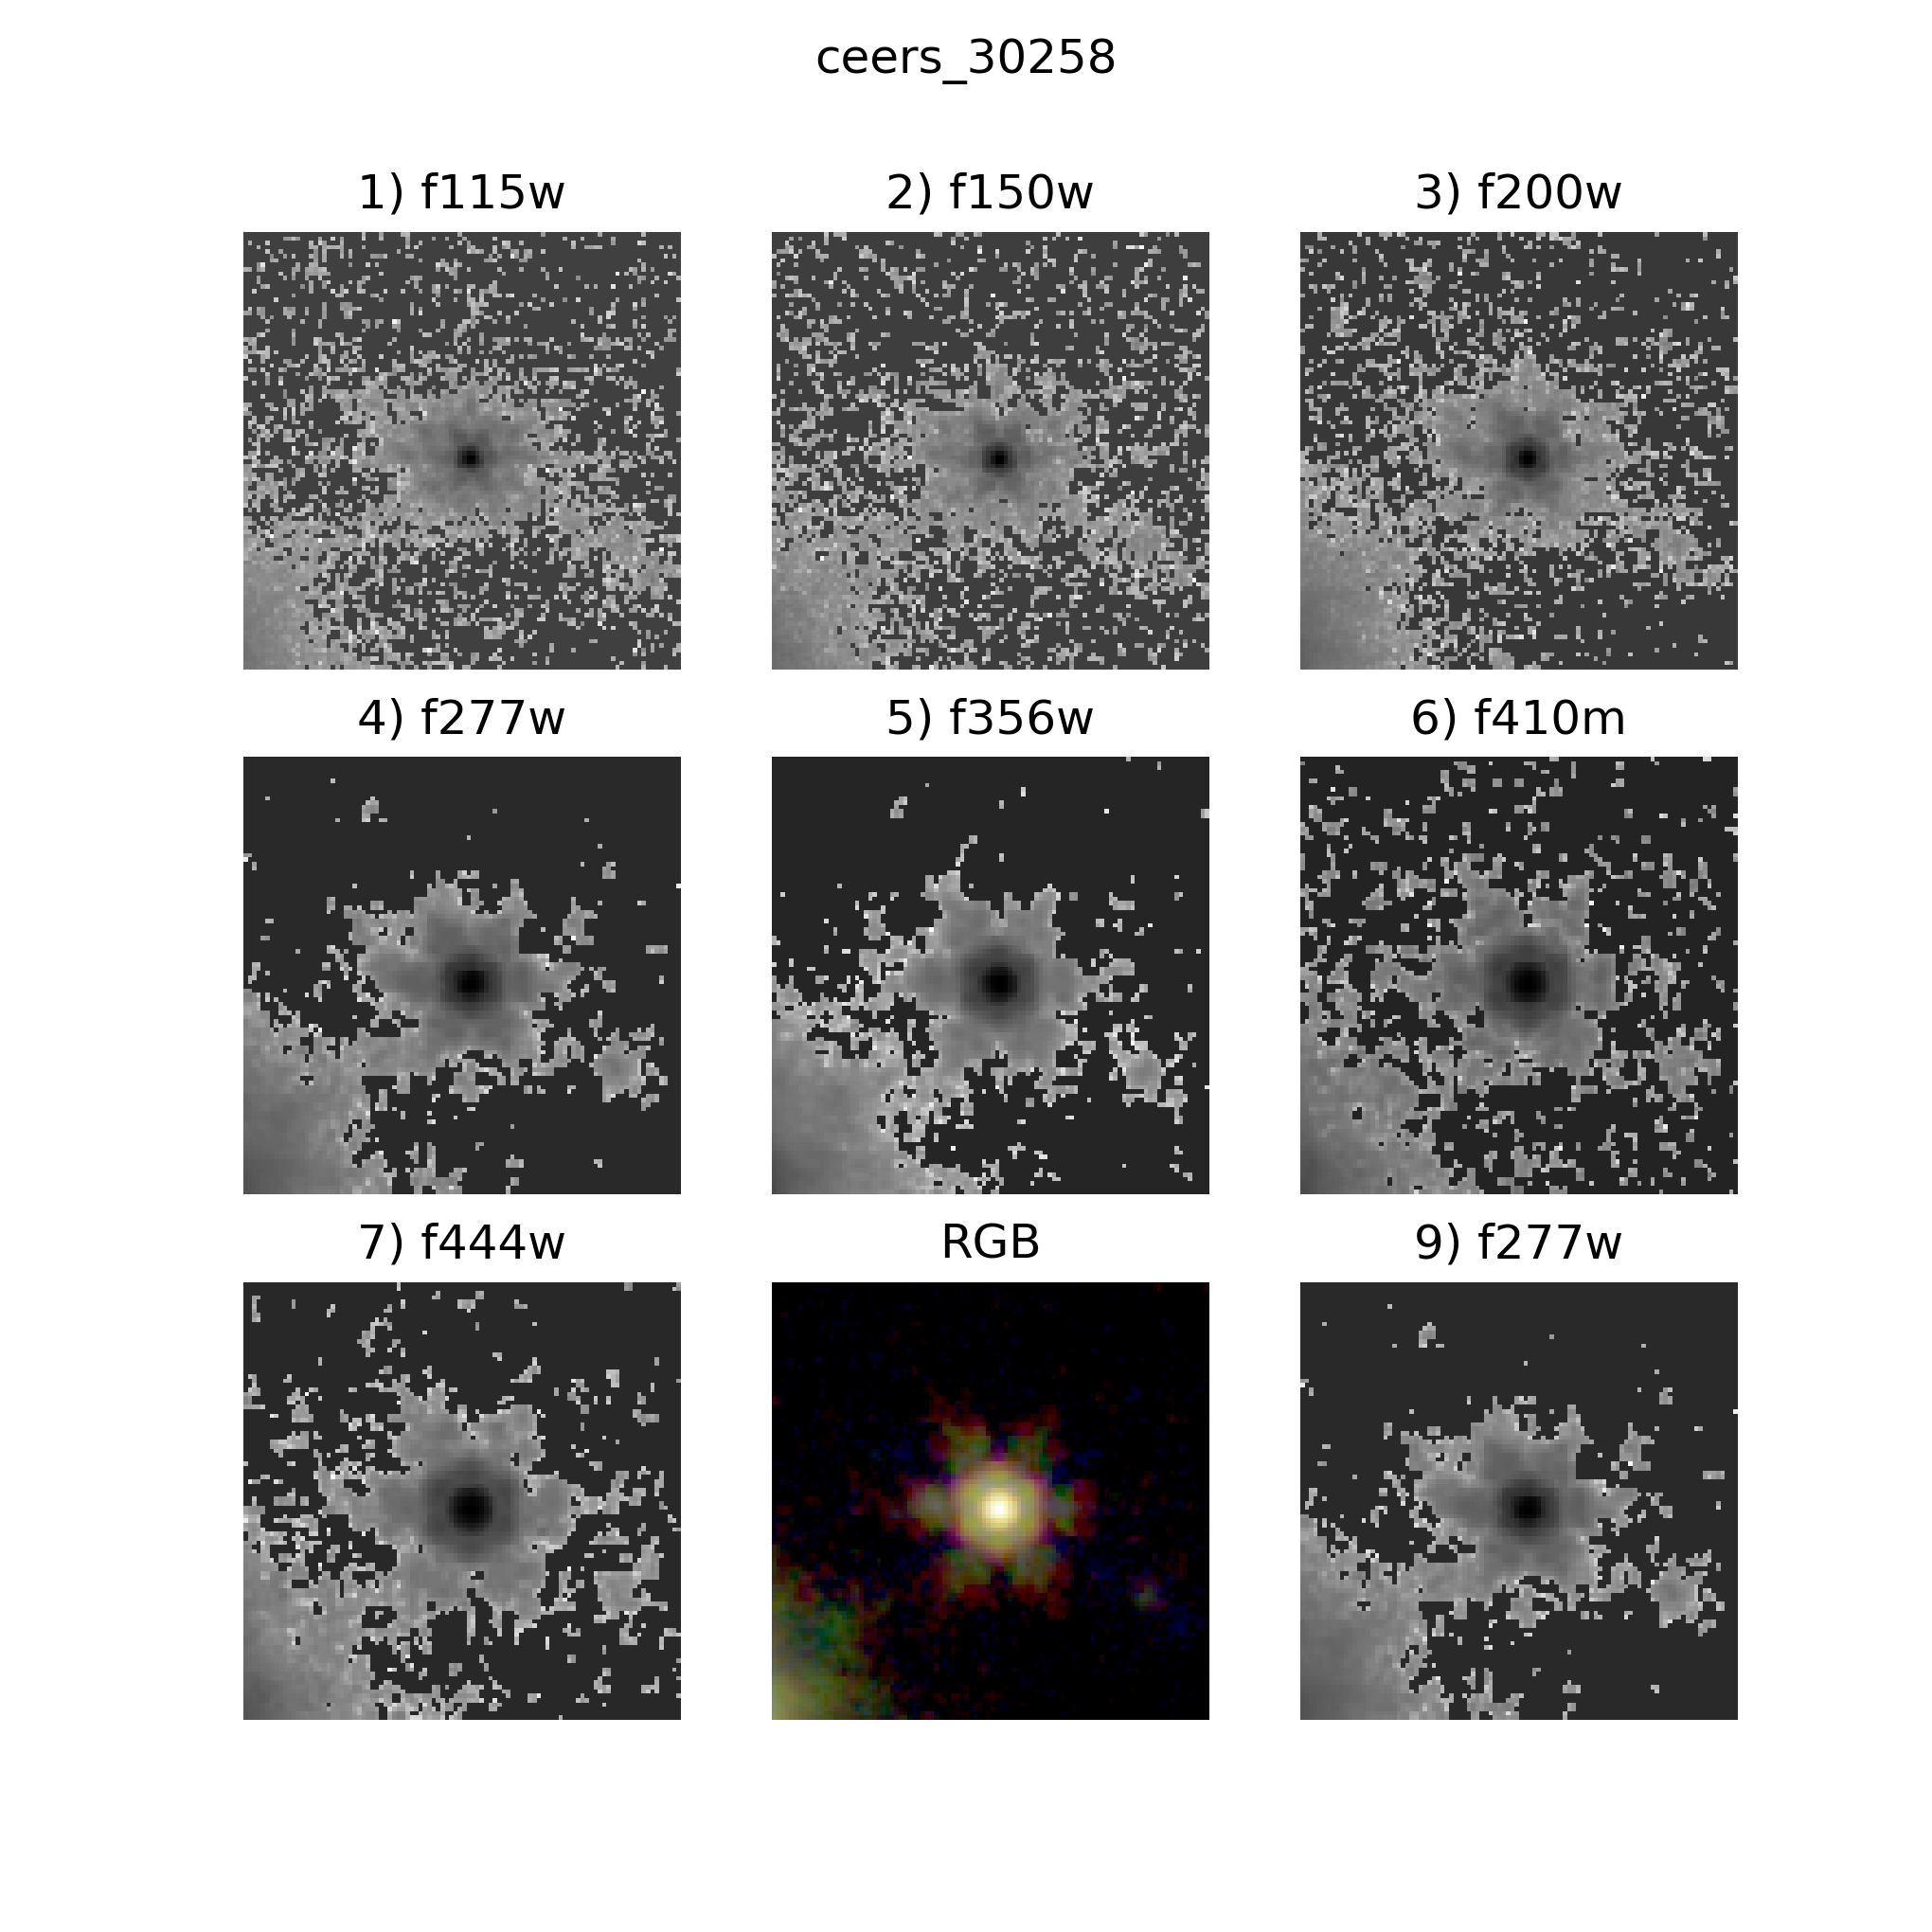 ceers_30258
1) f115w
2) f150w
3) f200w
4) f277w
5) f356w
6) f410m
7) f444w
RGB
9) f277w